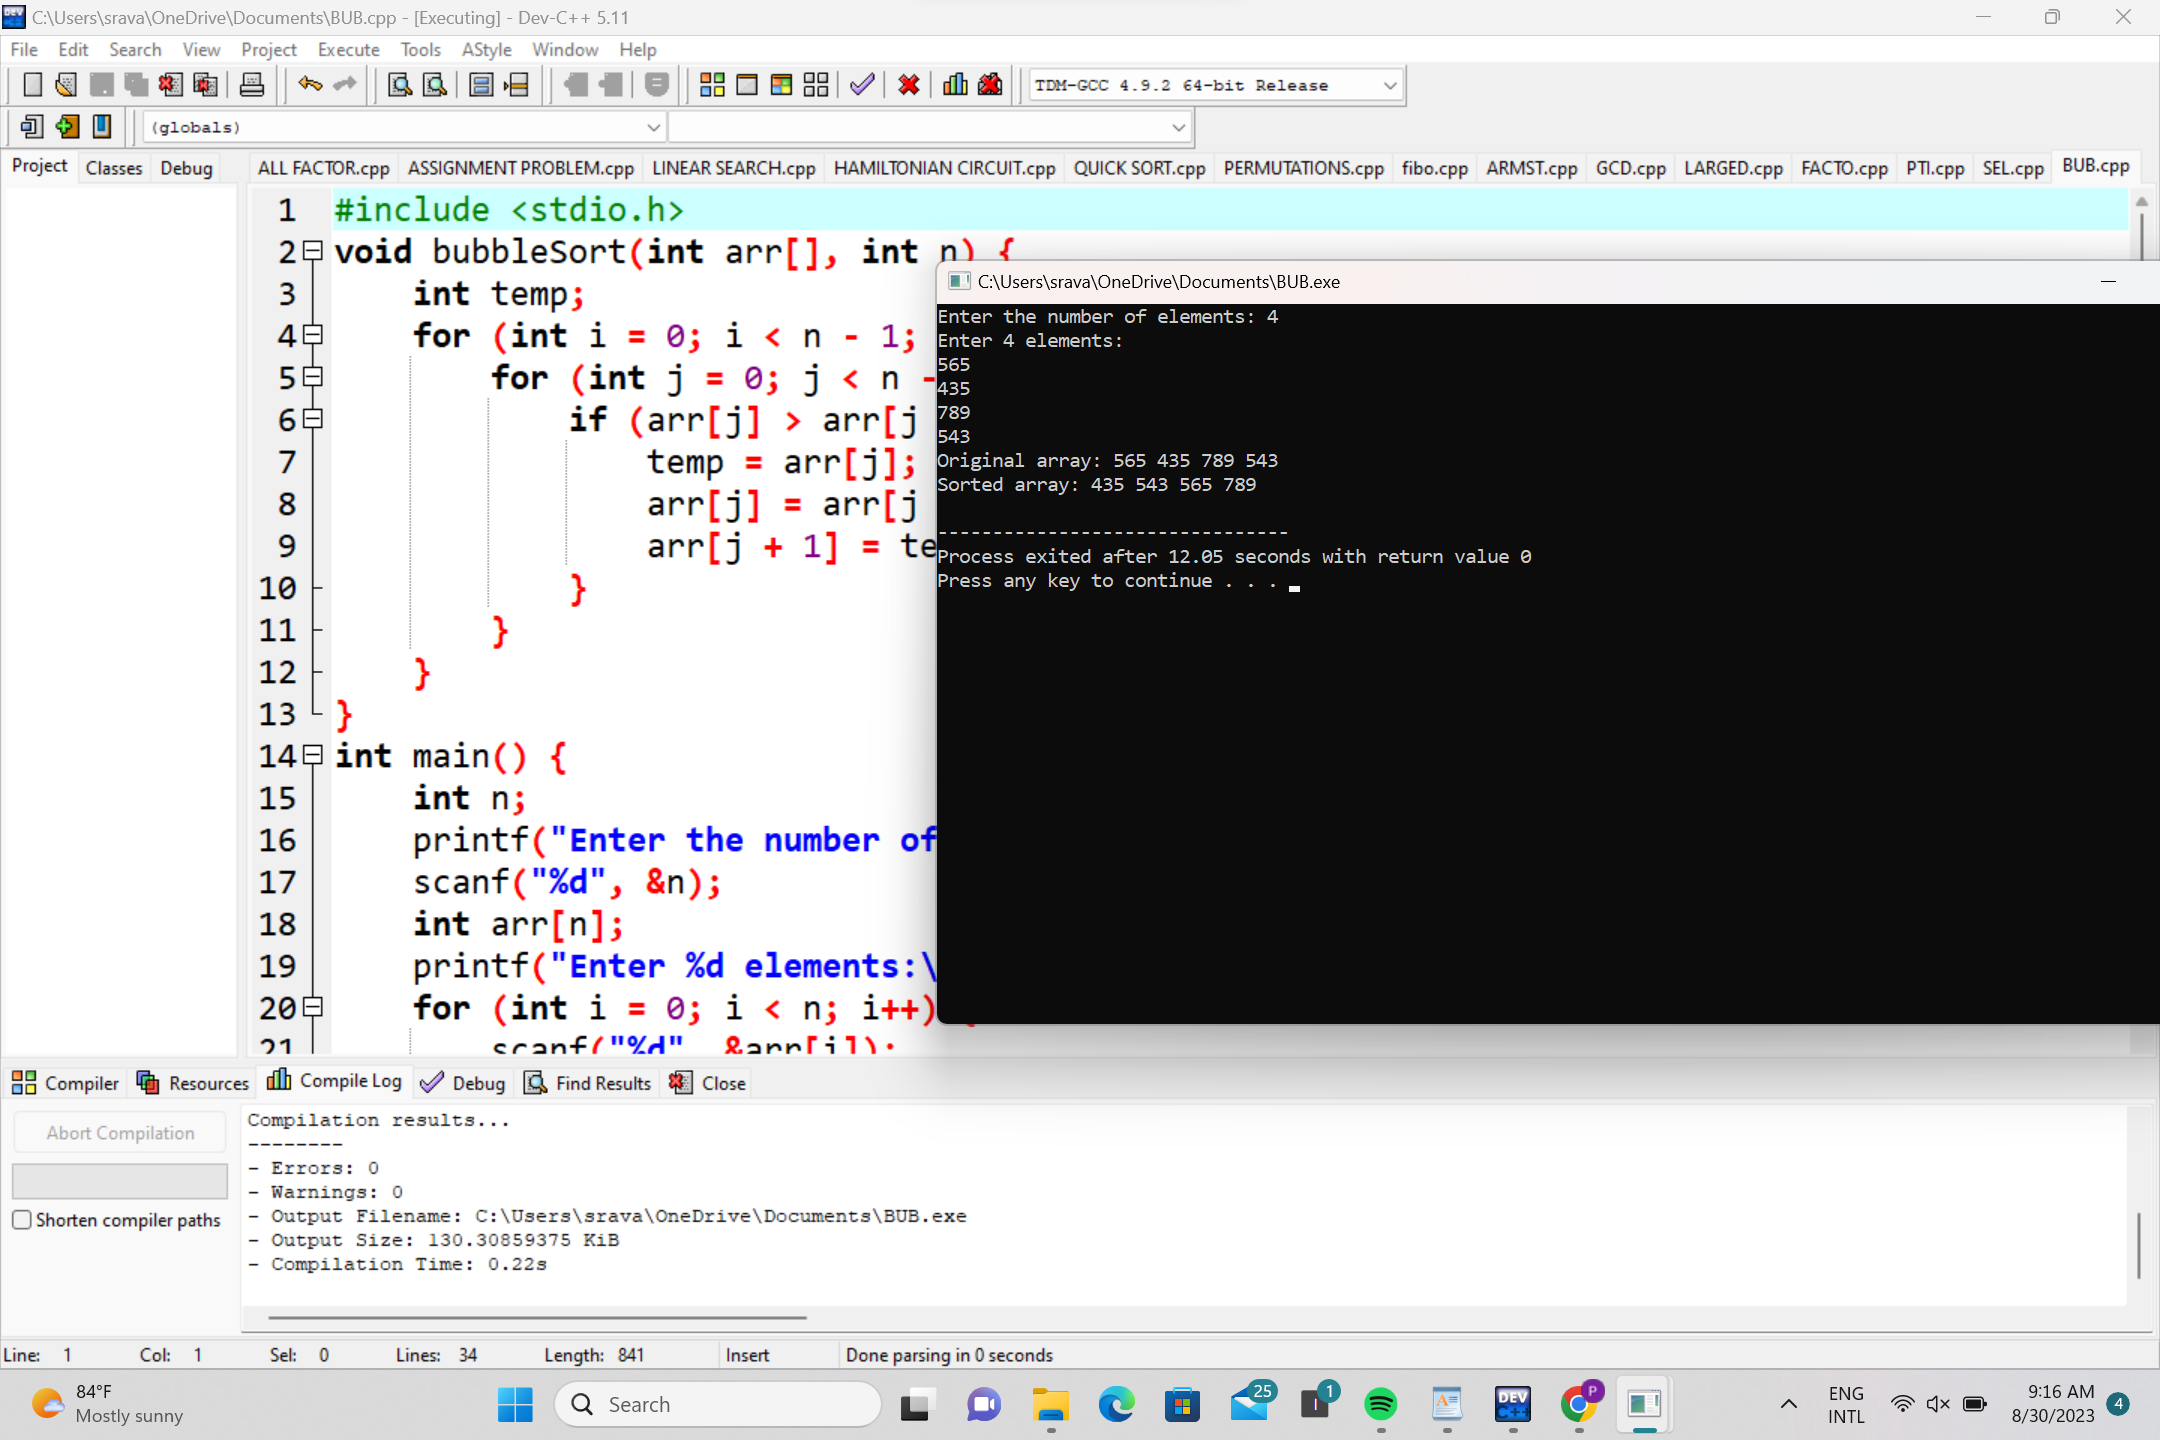 C:\Users\srava\OneDrive\Documents\BUB.cpp - [Executing] - Dev-C++ 5.11
File Edit Search View Project Execute Tools AStyle Window Help
TDM-GCC 4.9.2 64-bit Release
(globals)
Project Classes Debug
ALL FACTOR.cpp ASSIGNMENT PROBLEM.cpp LINEAR SEARCH.cpp HAMILTONIAN CIRCUIT.cpp QUICK SORT.cpp PERMUTATIONS.cpp fibo.cpp ARMST.cpp GCD.cpp LARGED.cpp FACTO.cpp PTI.cpp SEL.cpp BUB.cpp
1 #include <stdio.h>
2 void bubbleSort(int arr[], int n) {
3 int temp;
4 for (int i = 0; i < n - 1;
5 for (int j = 0; j < n -
6 if (arr[j] > arr[j
7 temp = arr[j];
8 arr[j] = arr[j
9 arr[j + 1] = te
10 }
11 }
12 }
13 }
14 int main() {
15 int n;
16 printf("Enter the number of
17 scanf("%d", &n);
18 int arr[n];
19 printf("Enter %d elements:\
20 for (int i = 0; i < n; i++) {
21 scanf("%d", &arr[i]);
C:\Users\srava\OneDrive\Documents\BUB.exe
Enter the number of elements: 4
Enter 4 elements:
565
435
789
543
Original array: 565 435 789 543
Sorted array: 435 543 565 789
--------------------------------
Process exited after 12.05 seconds with return value 0
Press any key to continue . . .
Compiler Resources Compile Log Debug Find Results Close
Abort Compilation
Shorten compiler paths
Compilation results...
--------
- Errors: 0
- Warnings: 0
- Output Filename: C:\Users\srava\OneDrive\Documents\BUB.exe
- Output Size: 130.30859375 KiB
- Compilation Time: 0.22s
Line: 1 Col: 1 Sel: 0 Lines: 34 Length: 841 Insert Done parsing in 0 seconds
84°F
Mostly sunny
Search
25
1
DEV
C++
P
ENG
INTL
9:16 AM
8/30/2023
4